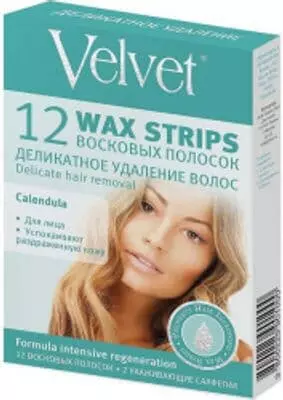 ДЕЛИКАТНОЕ УДАЛЕНИЕ ВОЛОС
Velvet®
12 WAX STRIPS
ВОСКОВЫХ ПОЛОСОК
ДЕЛИКАТНОЕ УДАЛЕНИЕ ВОЛОС
Delicate hair removal
Calendula
• Для лица
• Успокаивают
раздраженную кожу
Formula intensive regeneration
12 ВОСКОВЫХ ПОЛОСОК + 2 УХАЖИВАЮЩИЕ САЛФЕТКИ